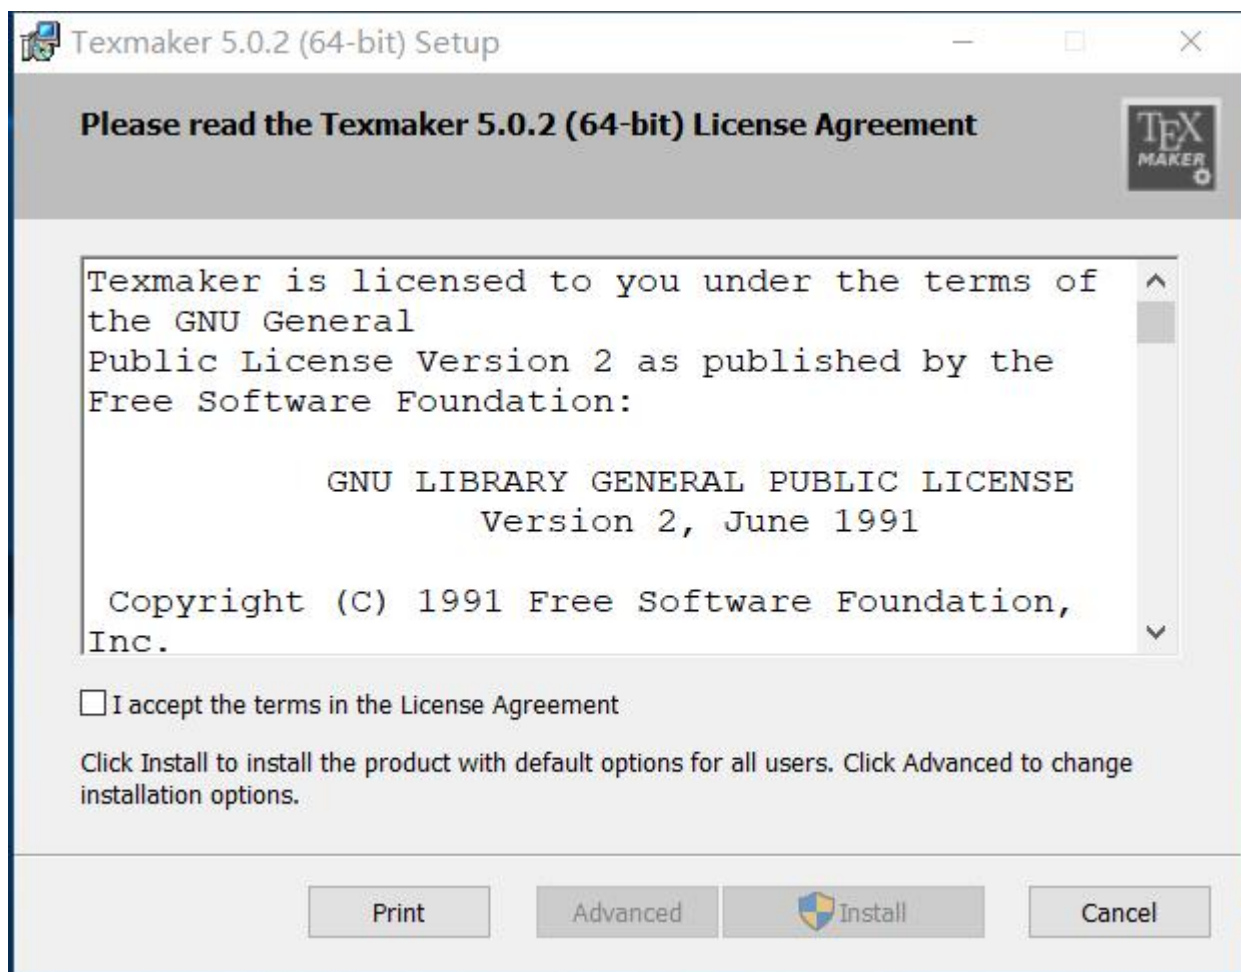 Texmaker 5.0.2 (64-bit) Setup
Please read the Texmaker 5.0.2 (64-bit) License Agreement
TEX
MAKER
Texmaker is licensed to you under the terms of
the GNU General
Public License Version 2 as published by the
Free Software Foundation:
GNU LIBRARY GENERAL PUBLIC LICENSE
Version 2, June 1991
Copyright (C) 1991 Free Software Foundation,
Inc.
I accept the terms in the License Agreement
Click Install to install the product with default options for all users. Click Advanced to change
installation options.
Print Advanced Install Cancel